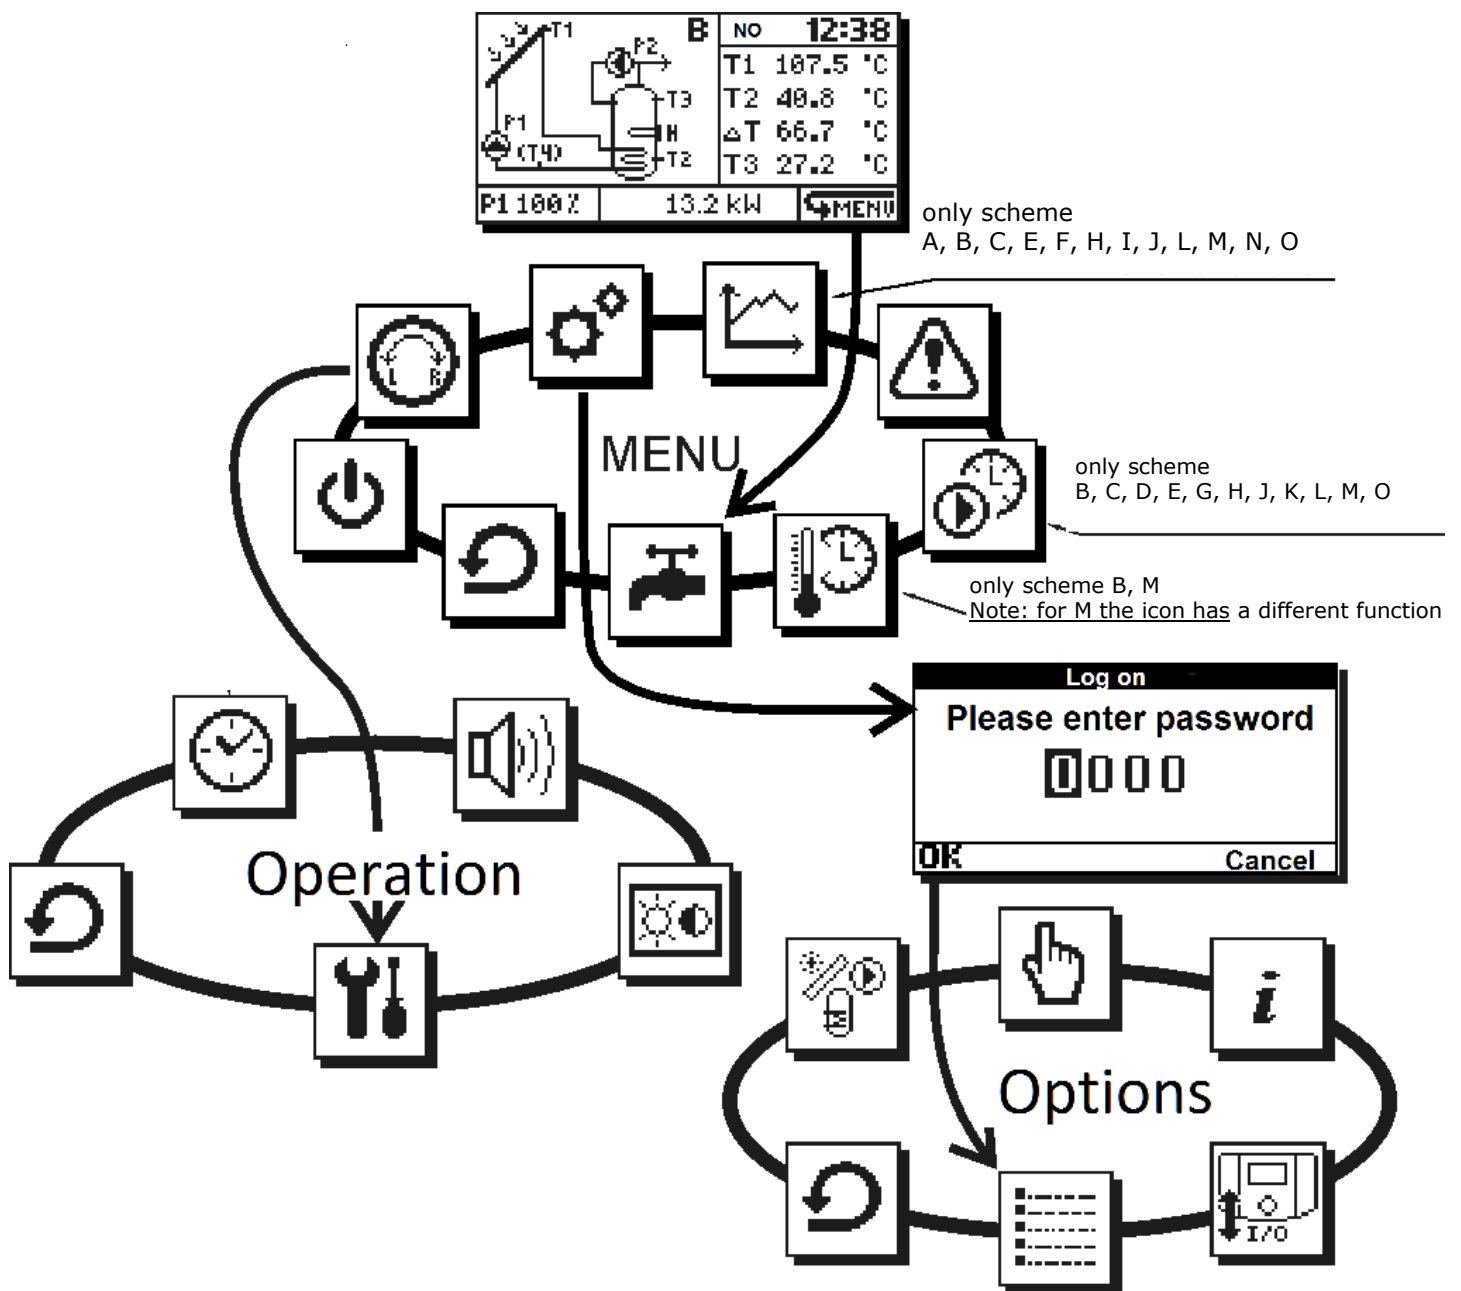 T1
B
NO
12:38
P2
T1 107.5 °C
T3
T2 40.8 °C
P1
H
ΔT 66.7 °C
(T4)
T2
T3 27.2 °C
P1 100%
13.2 kW
MENU
only scheme
A, B, C, E, F, H, I, J, L, M, N, O
L R
MENU
L
only scheme
B, C, D, E, G, H, J, K, L, M, O
L
only scheme B, M
Note: for M the icon has a different function
Log on
Please enter password
0000
OK
Cancel
Operation
i
Options
I/O